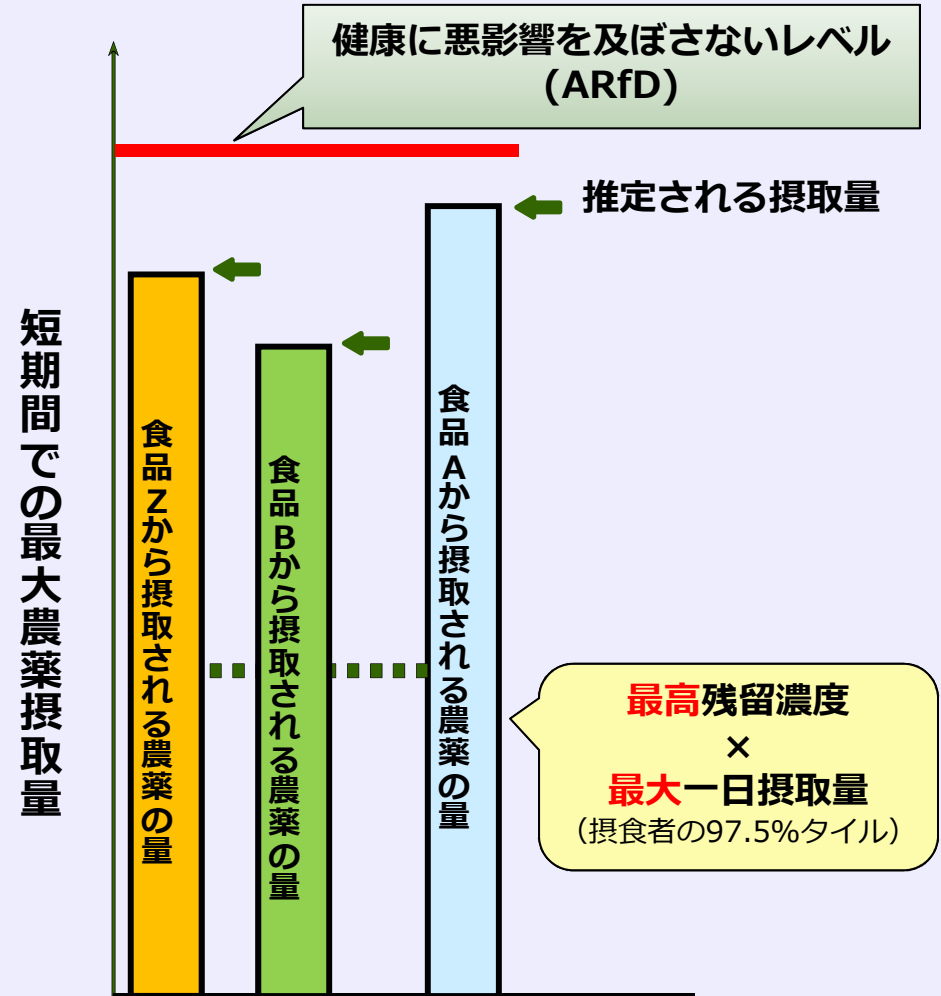 健康に悪影響を及ぼさないレベル
(ARfD)
推定される摂取量
短期間での最大農薬摂取量
食品Zから摂取される農薬の量
食品Bから摂取される農薬の量
食品Aから摂取される農薬の量
最高残留濃度
×
最大一日摂取量
（摂食者の97.5%タイル）